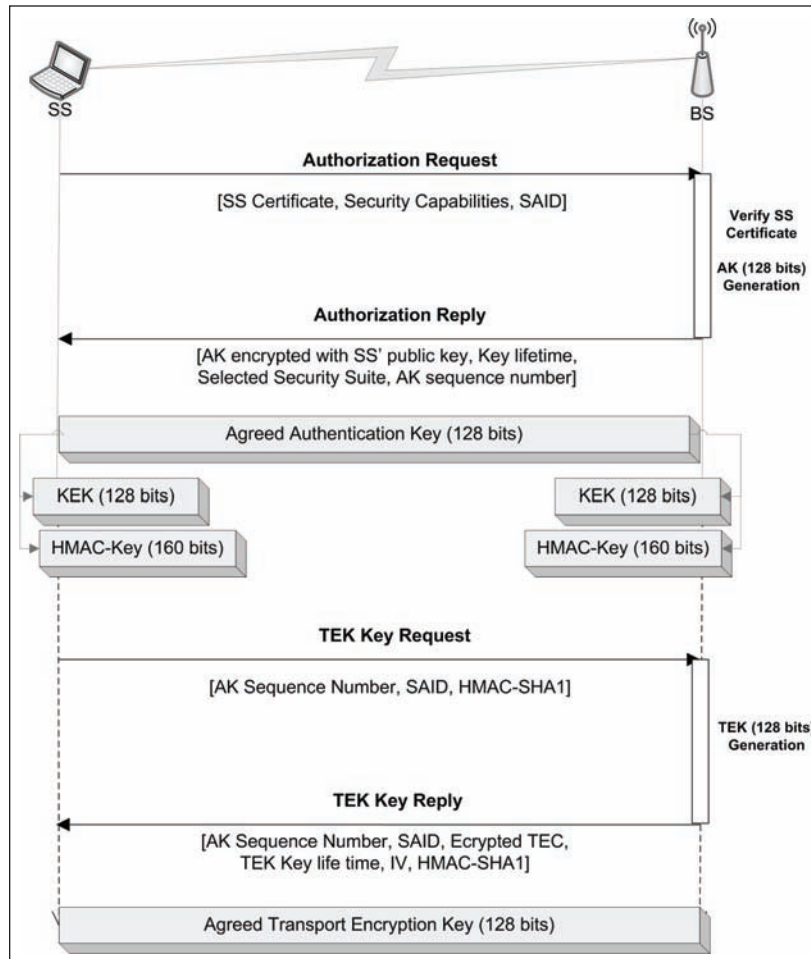 SS
BS
Authorization Request
[SS Certificate, Security Capabilities, SAID]
Verify SS
Certificate
AK (128 bits)
Generation
Authorization Reply
[AK encrypted with SS' public key, Key lifetime,
Selected Security Suite, AK sequence number]
Agreed Authentication Key (128 bits)
KEK (128 bits)
KEK (128 bits)
HMAC-Key (160 bits)
HMAC-Key (160 bits)
TEK Key Request
[AK Sequence Number, SAID, HMAC-SHA1]
TEK (128 bits)
Generation
TEK Key Reply
[AK Sequence Number, SAID, Ecrypted TEC,
TEK Key life time, IV, HMAC-SHA1]
Agreed Transport Encryption Key (128 bits)